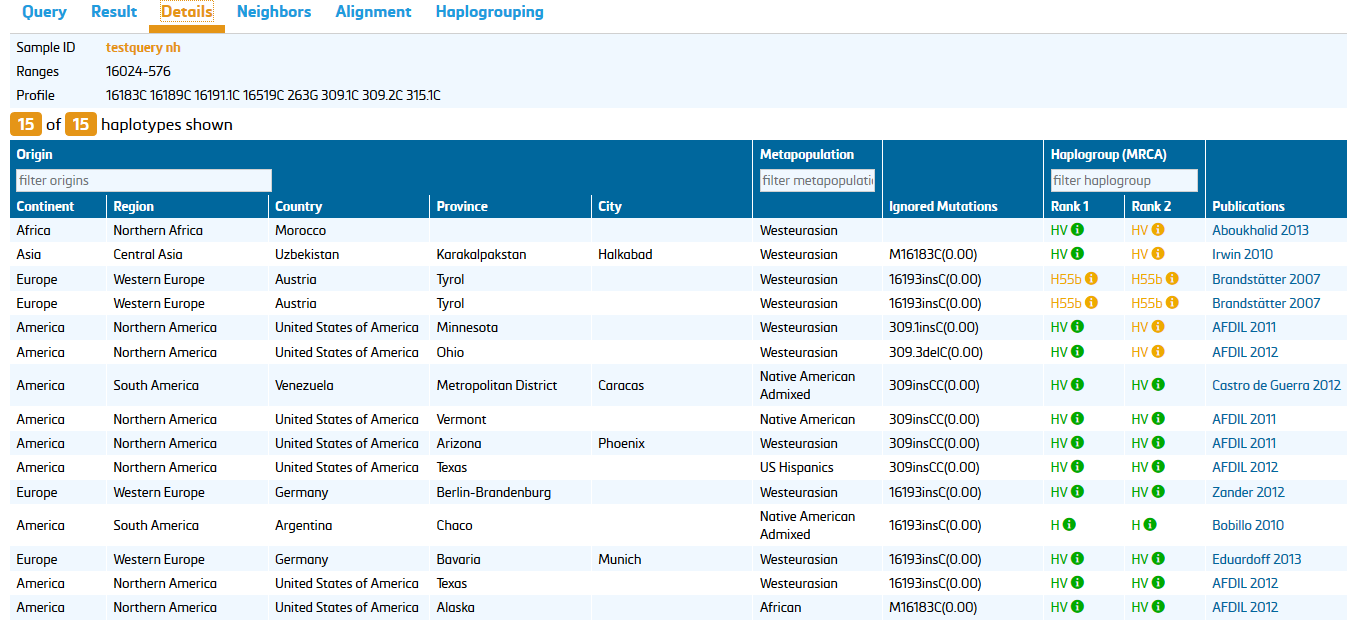 Query Result Details Neighbors Alignment Haplogrouping
Sample ID testquery nh
Ranges 16024-576
Profile 16183C 16189C 16191.1C 16519C 263G 309.1C 309.2C 315.1C
15 of 15 haplotypes shown
Origin Metapopulation Haplogroup (MRCA)
filter origins filter metapopulati filter haplogroup
Continent Region Country Province City Ignored Mutations Rank 1 Rank 2 Publications
Africa Northern Africa Morocco Westeurasian HV HV Aboukhalid 2013
Asia Central Asia Uzbekistan Karakalpakstan Halkabad Westeurasian M16183C(0.00) HV HV Irwin 2010
Europe Western Europe Austria Tyrol Westeurasian 16193insC(0.00) H55b H55b Brandstätter 2007
Europe Western Europe Austria Tyrol Westeurasian 16193insC(0.00) H55b H55b Brandstätter 2007
America Northern America United States of America Minnesota Westeurasian 309.1insC(0.00) HV HV AFDIL 2011
America Northern America United States of America Ohio Westeurasian 309.3delC(0.00) HV HV AFDIL 2012
America South America Venezuela Metropolitan District Caracas Native American Admixed 309insCC(0.00) HV HV Castro de Guerra 2012
America Northern America United States of America Vermont Native American 309insCC(0.00) HV HV AFDIL 2011
America Northern America United States of America Arizona Phoenix Westeurasian 309insCC(0.00) HV HV AFDIL 2011
America Northern America United States of America Texas US Hispanics 309insCC(0.00) HV HV AFDIL 2012
Europe Western Europe Germany Berlin-Brandenburg Westeurasian 16193insC(0.00) HV HV Zander 2012
America South America Argentina Chaco Native American Admixed 16193insC(0.00) H H Bobillo 2010
Europe Western Europe Germany Bavaria Munich Westeurasian 16193insC(0.00) HV HV Eduardoff 2013
America Northern America United States of America Texas Westeurasian 16193insC(0.00) HV HV AFDIL 2012
America Northern America United States of America Alaska African M16183C(0.00) HV HV AFDIL 2012